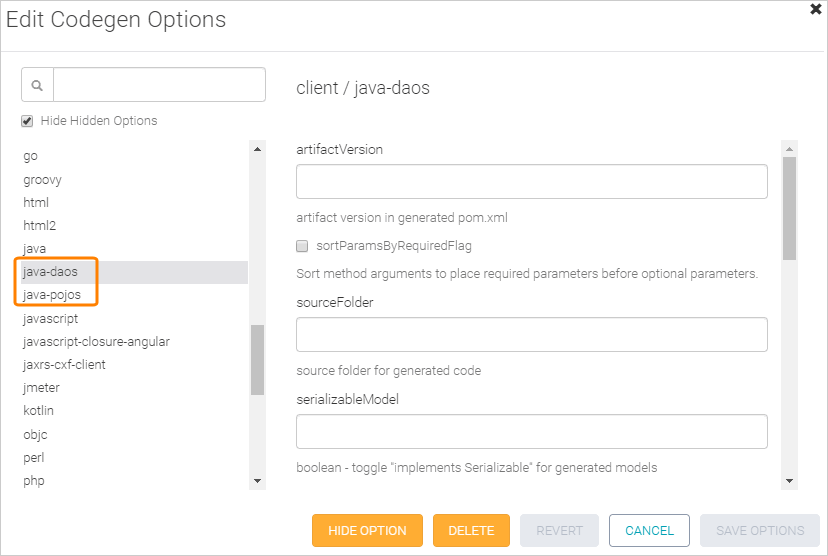 Edit Codegen Options
Hide Hidden Options
go
groovy
html
html2
java
java-daos
java-pojos
javascript
javascript-closure-angular
jaxrs-cxf-client
jmeter
kotlin
objc
perl
php
client / java-daos
artifactVersion
artifact version in generated pom.xml
sortParamsByRequiredFlag
Sort method arguments to place required parameters before optional parameters.
sourceFolder
source folder for generated code
serializableModel
boolean - toggle "implements Serializable" for generated models
HIDE OPTION
DELETE
REVERT
CANCEL
SAVE OPTIONS